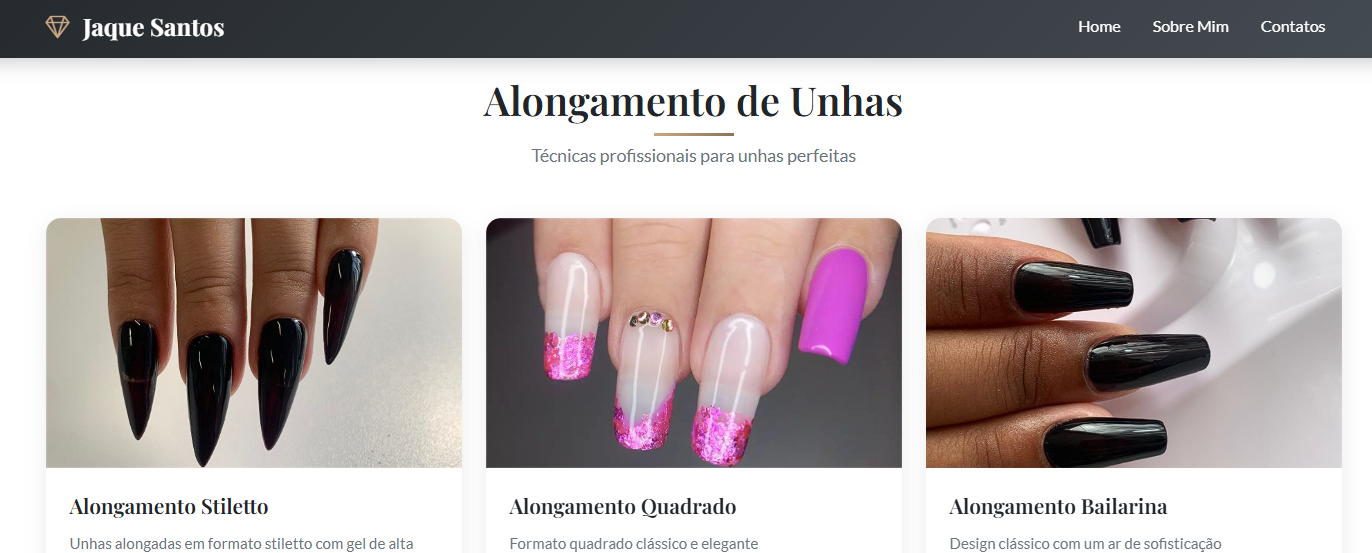 Jaque Santos
Home
Sobre Mim
Contatos
Alongamento de Unhas
Técnicas profissionais para unhas perfeitas
Alongamento Stiletto
Alongamento Quadrado
Alongamento Bailarina
Unhas alongadas em formato stiletto com gel de alta
Formato quadrado clássico e elegante
Design clássico com um ar de sofisticação